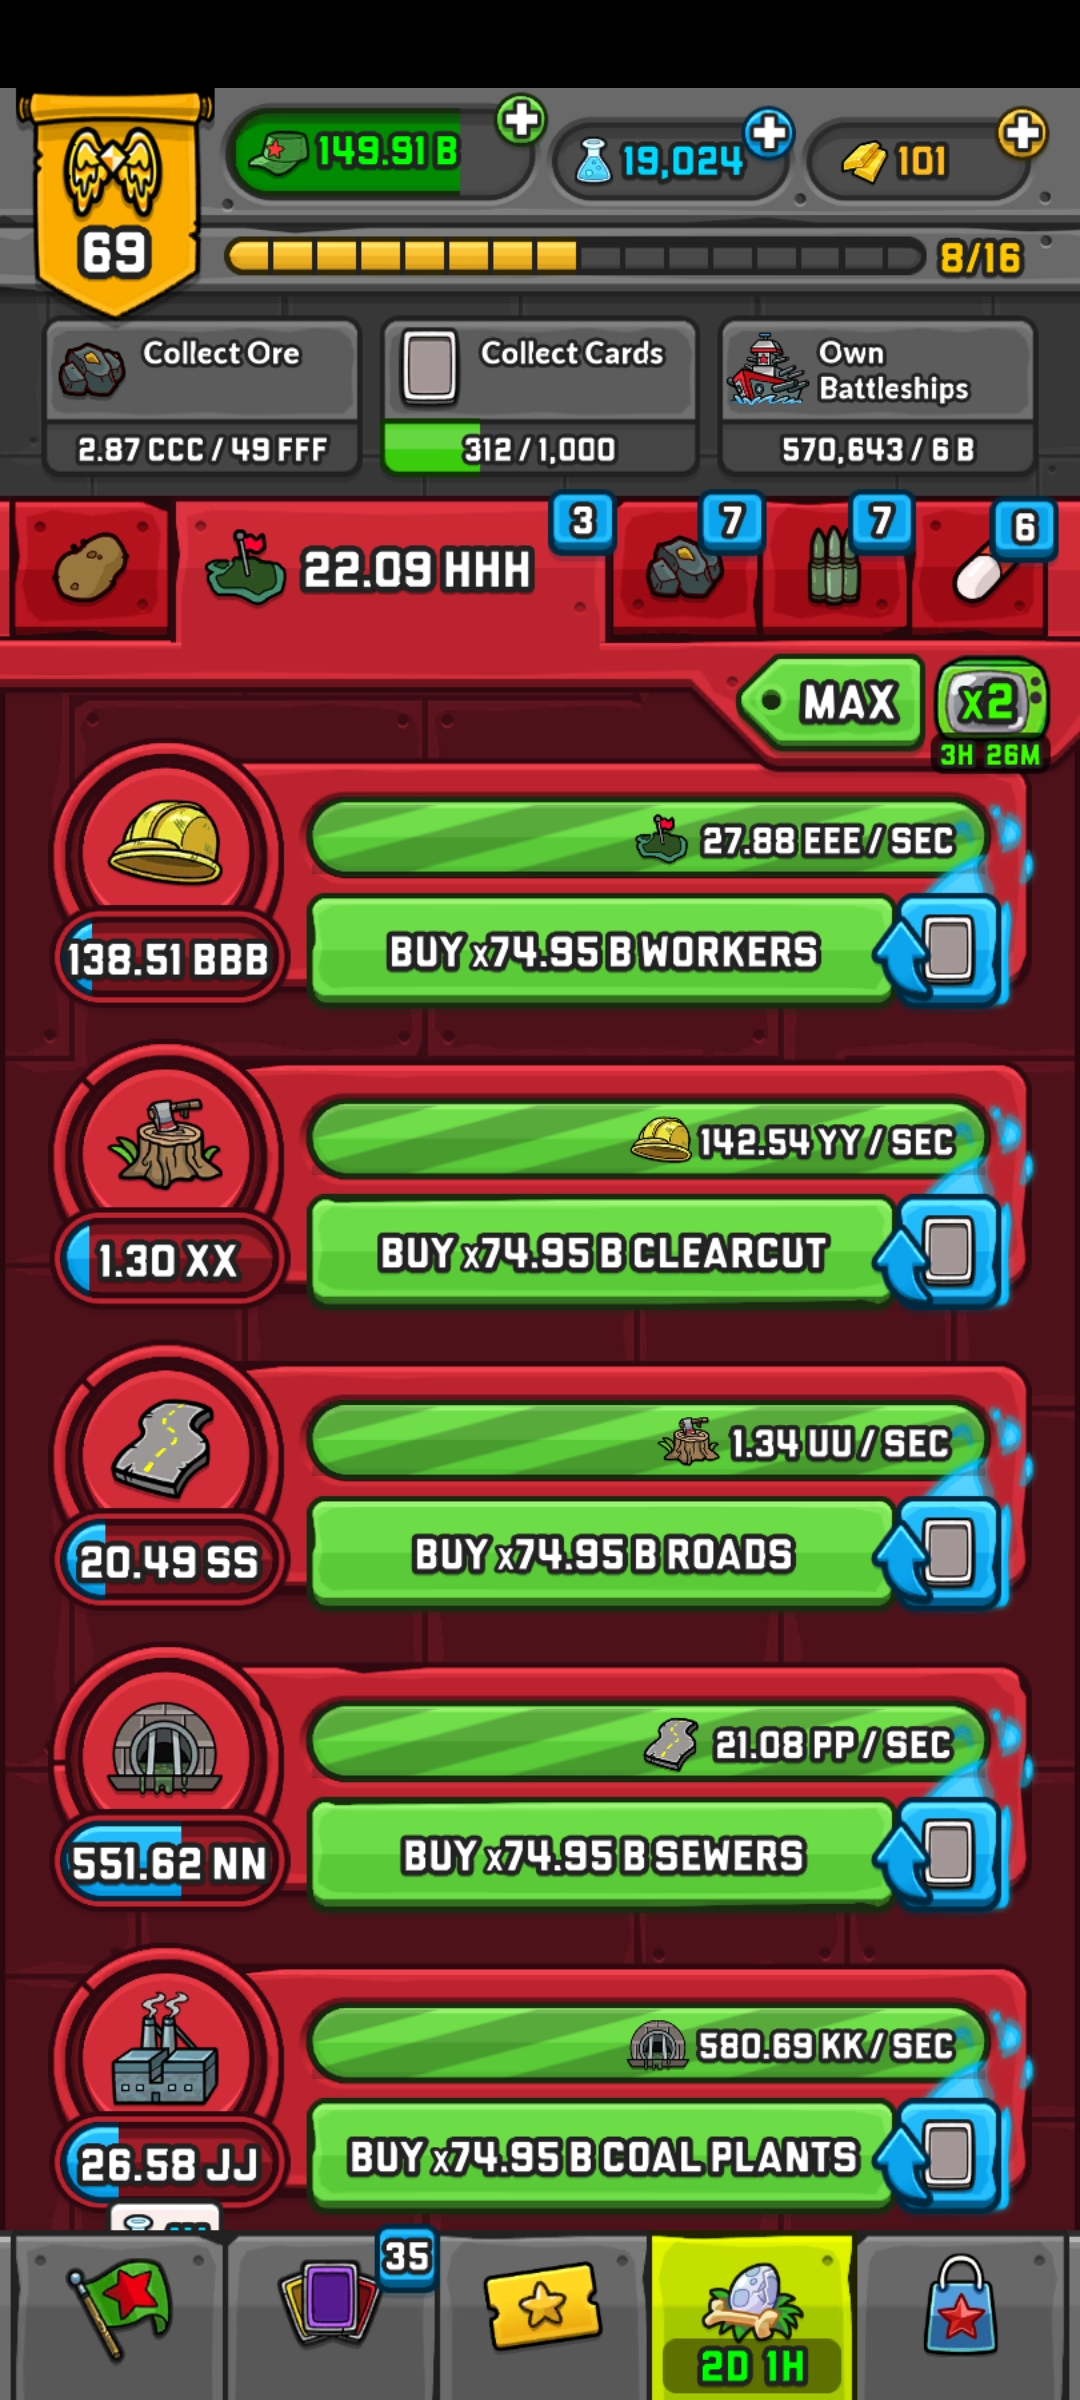 69
149.91 B
19,024
101
8/16
Collect Ore
2.87 CCC / 49 FFF
Collect Cards
312 / 1,000
Own
Battleships
570,643 / 6 B
22.09 HHH
3
7
7
6
MAX
x2
3H 26M
27.88 EEE / SEC
138.51 BBB
BUY x74.95 B WORKERS
142.54 YY / SEC
1.30 XX
BUY x74.95 B CLEARCUT
1.34 UU / SEC
20.49 SS
BUY x74.95 B ROADS
21.08 PP / SEC
551.62 NN
BUY x74.95 B SEWERS
580.69 KK / SEC
26.58 JJ
BUY x74.95 B COAL PLANTS
35
2D 1H